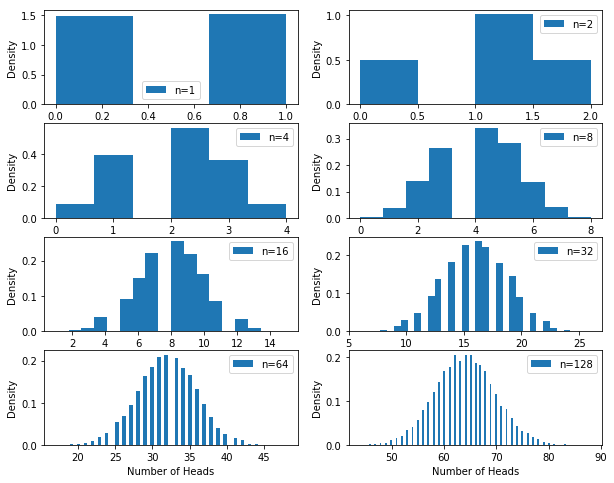 1.5
1.0
0.5
0.0
Density
n=1
0.0 0.2 0.4 0.6 0.8 1.0
1.0
0.5
0.0
Density
n=2
0.0 0.5 1.0 1.5 2.0
0.4
0.2
0.0
Density
n=4
0 1 2 3 4
0.3
0.2
0.1
0.0
Density
n=8
0 2 4 6 8
0.2
0.1
0.0
Density
n=16
2 4 6 8 10 12 14
0.2
0.1
0.0
Density
n=32
5 10 15 20 25
0.2
0.1
0.0
Density
n=64
20 25 30 35 40 45
Number of Heads
0.2
0.1
0.0
Density
n=128
50 60 70 80 90
Number of Heads